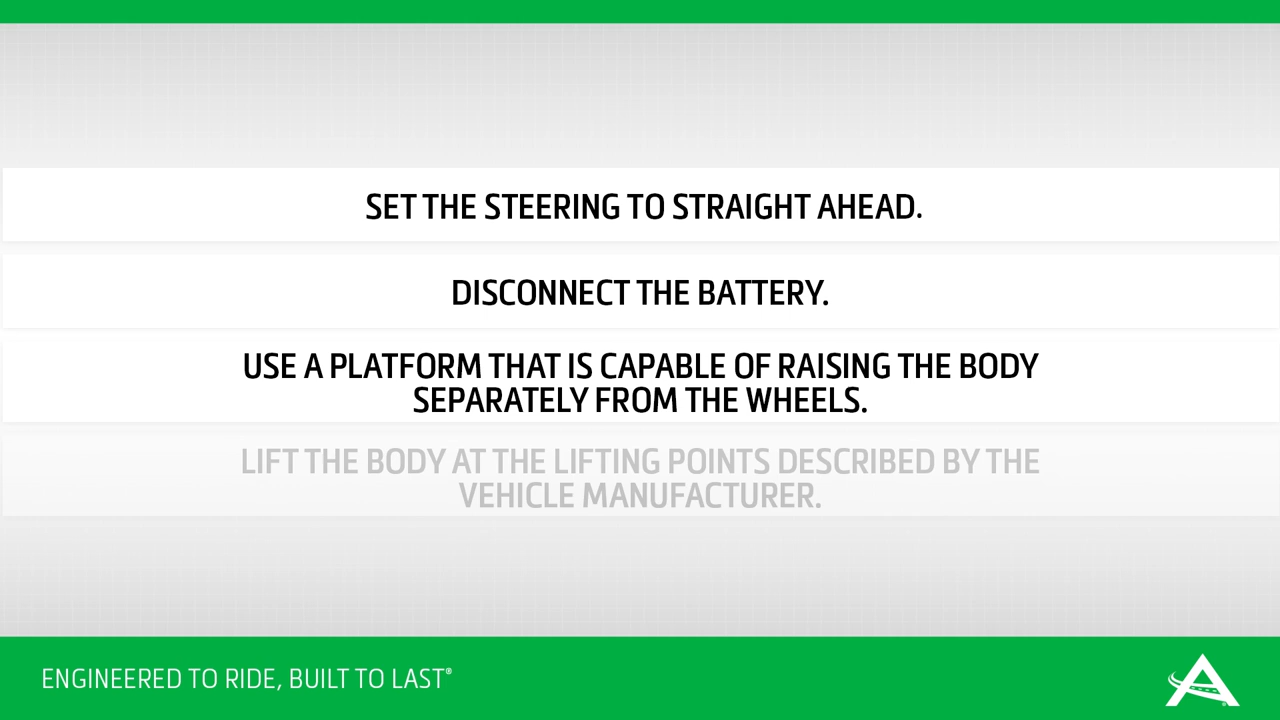 SET THE STEERING TO STRAIGHT AHEAD.
DISCONNECT THE BATTERY.
USE A PLATFORM THAT IS CAPABLE OF RAISING THE BODY
SEPARATELY FROM THE WHEELS.
LIFT THE BODY AT THE LIFTING POINTS DESCRIBED BY THE
VEHICLE MANUFACTURER.
ENGINEERED TO RIDE, BUILT TO LAST®